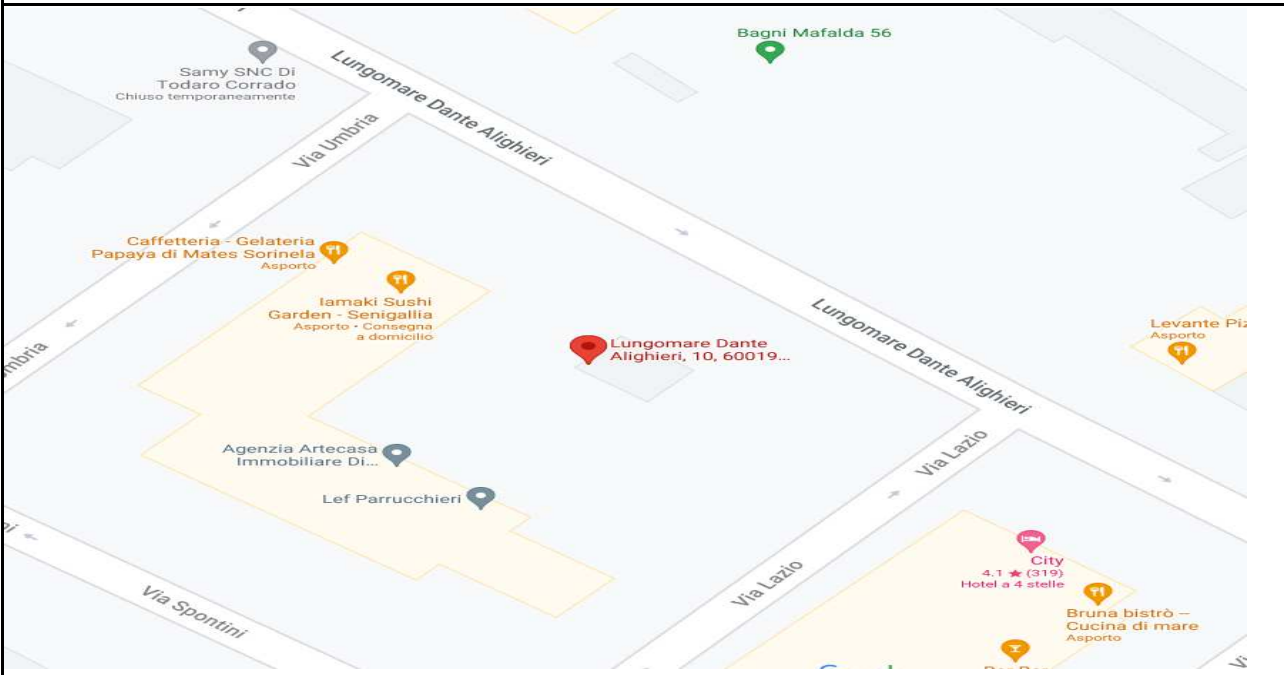 Bagni Mafalda 56
Samy SNC Di
Todaro Corrado
Chiuso temporaneamente
Lungomare Dante Alighieri
Via Umbria
Caffetteria - Gelateria
Papaya di Mates Sorinela
Asporto
Iamaki Sushi
Garden - Senigallia
Asporto • Consegna
a domicilio
Lungomare Dante
Alighieri, 10, 60019...
Lungomare Dante Alighieri
Levante Piz
Asporto
mbria
Agenzia Artecasa
Immobiliare Di...
Lef Parrucchieri
Via Lazio
City
4,1 ★ (319)
Hotel a 4 stelle
Via Lazio
Via Spontini
Bruna bistrò –
Cucina di mare
Asporto